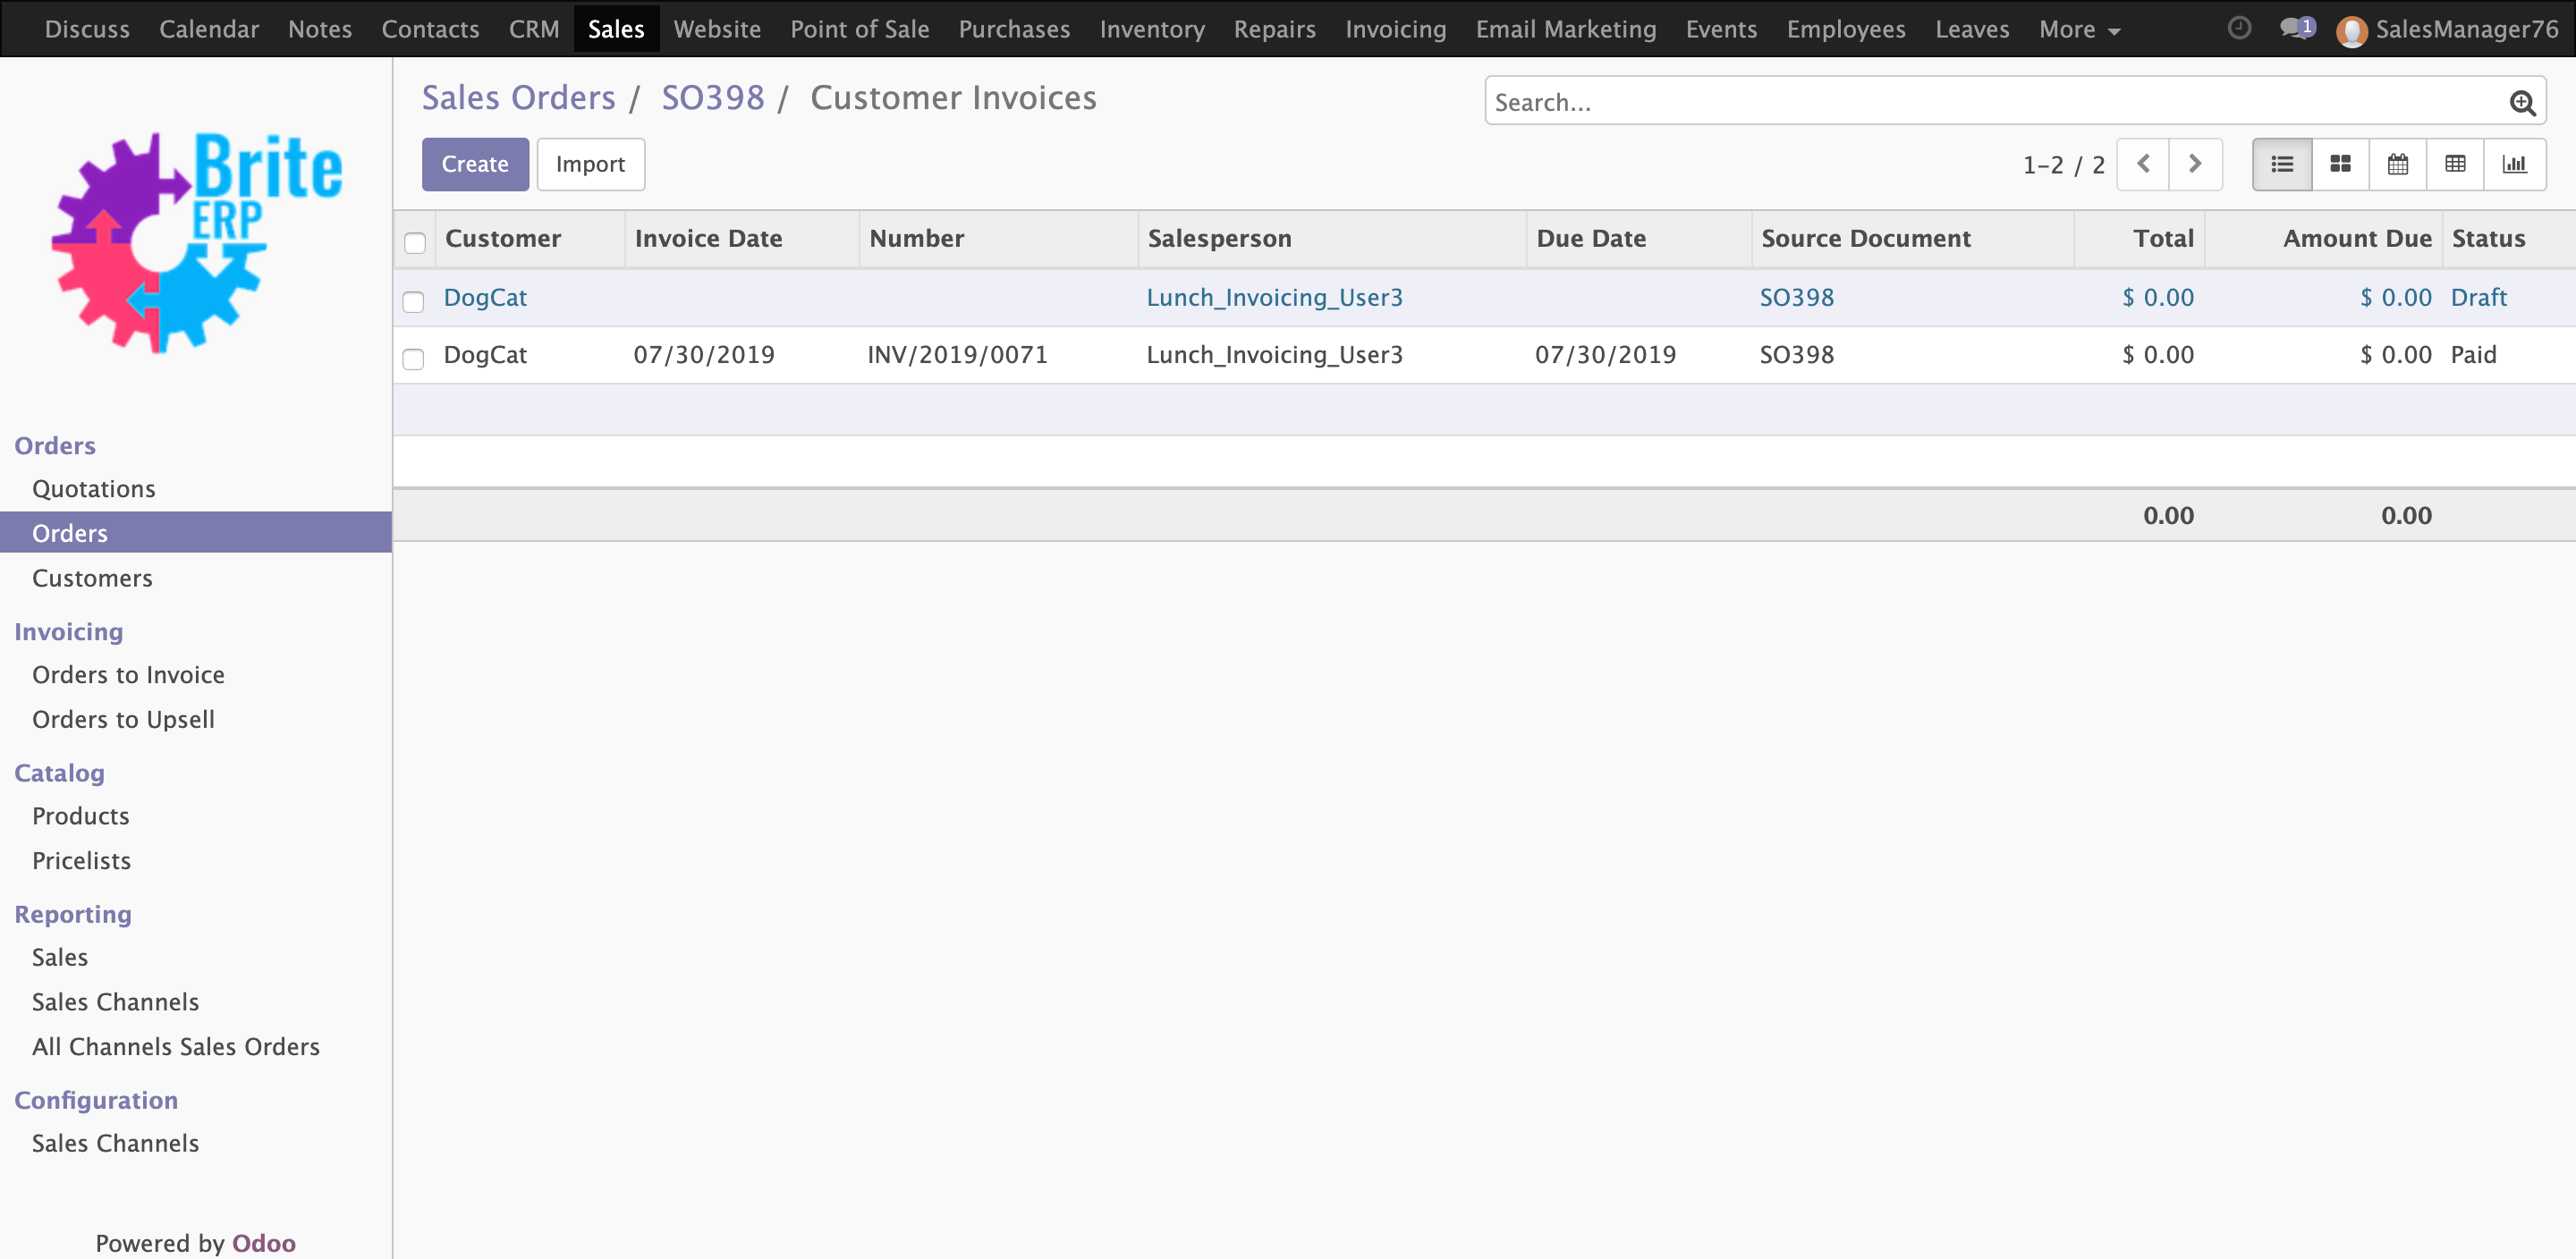 Discuss Calendar Notes Contacts CRM Sales Website Point of Sale Purchases Inventory Repairs Invoicing Email Marketing Events Employees Leaves More 1 SalesManager76
Brite
ERP
Orders
Quotations
Orders
Customers
Invoicing
Orders to Invoice
Orders to Upsell
Catalog
Products
Pricelists
Reporting
Sales
Sales Channels
All Channels Sales Orders
Configuration
Sales Channels
Powered by Odoo
Sales Orders / SO398 / Customer Invoices
Search...
Create Import
1-2 / 2
Customer Invoice Date Number Salesperson Due Date Source Document Total Amount Due Status
DogCat Lunch_Invoicing_User3 SO398 $ 0.00 $ 0.00 Draft
DogCat 07/30/2019 INV/2019/0071 Lunch_Invoicing_User3 07/30/2019 SO398 $ 0.00 $ 0.00 Paid
0.00 0.00